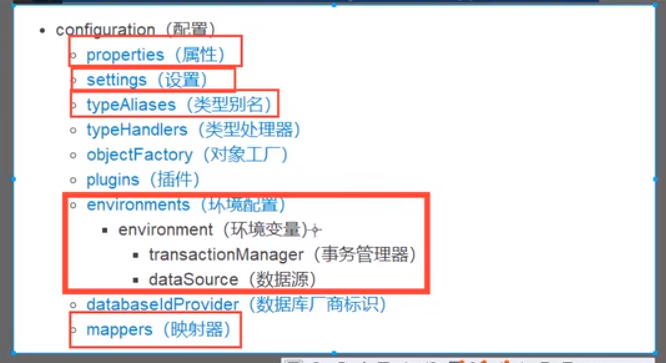 configuration（配置）
properties（属性）
settings（设置）
typeAliases（类型别名）
typeHandlers（类型处理器）
objectFactory（对象工厂）
plugins（插件）
environments（环境配置）
environment（环境变量）
transactionManager（事务管理器）
dataSource（数据源）
databaseIdProvider（数据库厂商标识）
mappers（映射器）